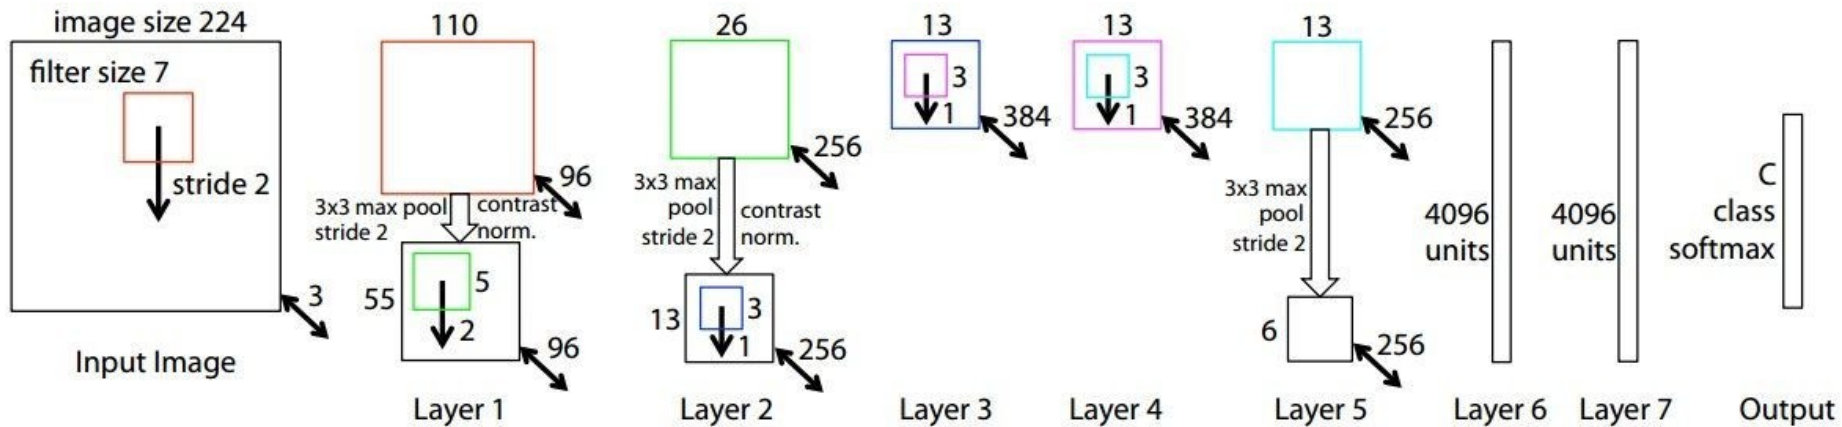 image size 224
filter size 7
stride 2
3
Input Image
110
96
3x3 max pool
stride 2
contrast
norm.
55
5
2
96
Layer 1
26
256
3x3 max
pool
stride 2
contrast
norm.
13
3
1
256
Layer 2
13
3
1
384
Layer 3
13
3
1
384
Layer 4
13
256
3x3 max
pool
stride 2
6
256
Layer 5
4096
units
Layer 6
4096
units
Layer 7
C
class
softmax
Output